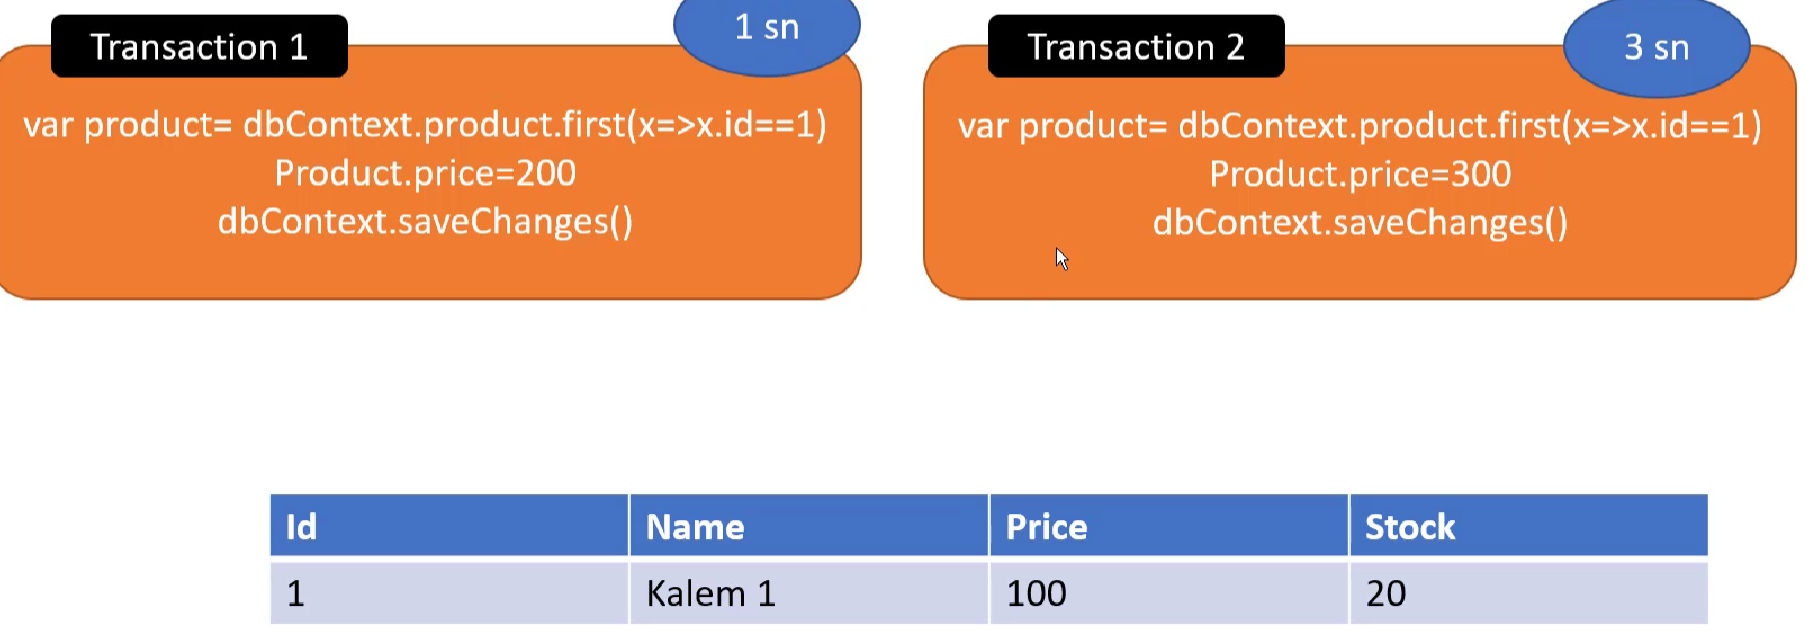 Transaction 1
1 sn
var product= dbContext.product.first(x=>x.id==1)
Product.price=200
dbContext.saveChanges()
Transaction 2
3 sn
var product= dbContext.product.first(x=>x.id==1)
Product.price=300
dbContext.saveChanges()
Id Name Price Stock
1 Kalem 1 100 20